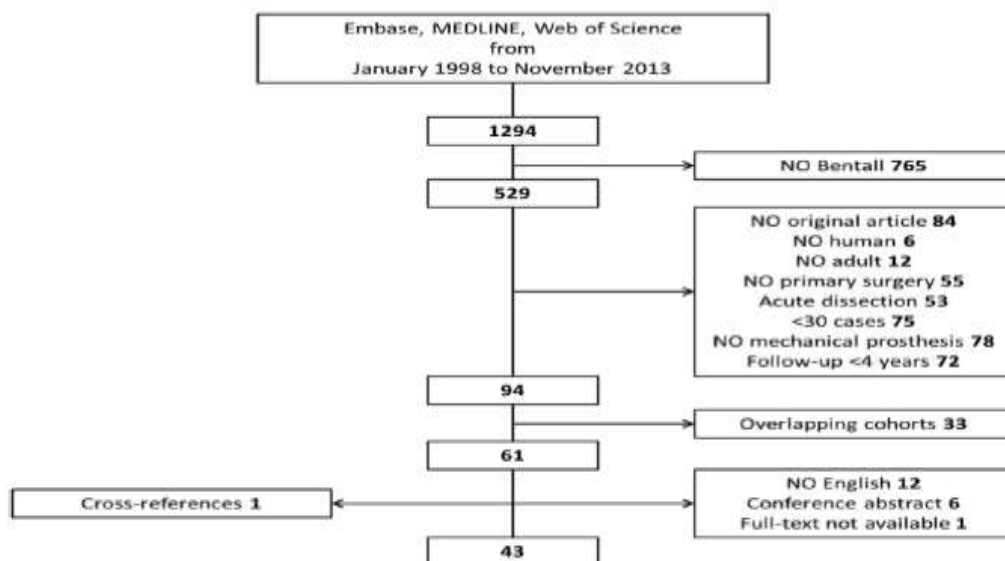 Embase, MEDLINE, Web of Science
from
January 1998 to November 2013
1294
NO Bentall 765
529
NO original article 84
NO human 6
NO adult 12
NO primary surgery 55
Acute dissection 53
<30 cases 75
NO mechanical prosthesis 78
Follow-up <4 years 72
94
Overlapping cohorts 33
61
Cross-references 1
NO English 12
Conference abstract 6
Full-text not available 1
43